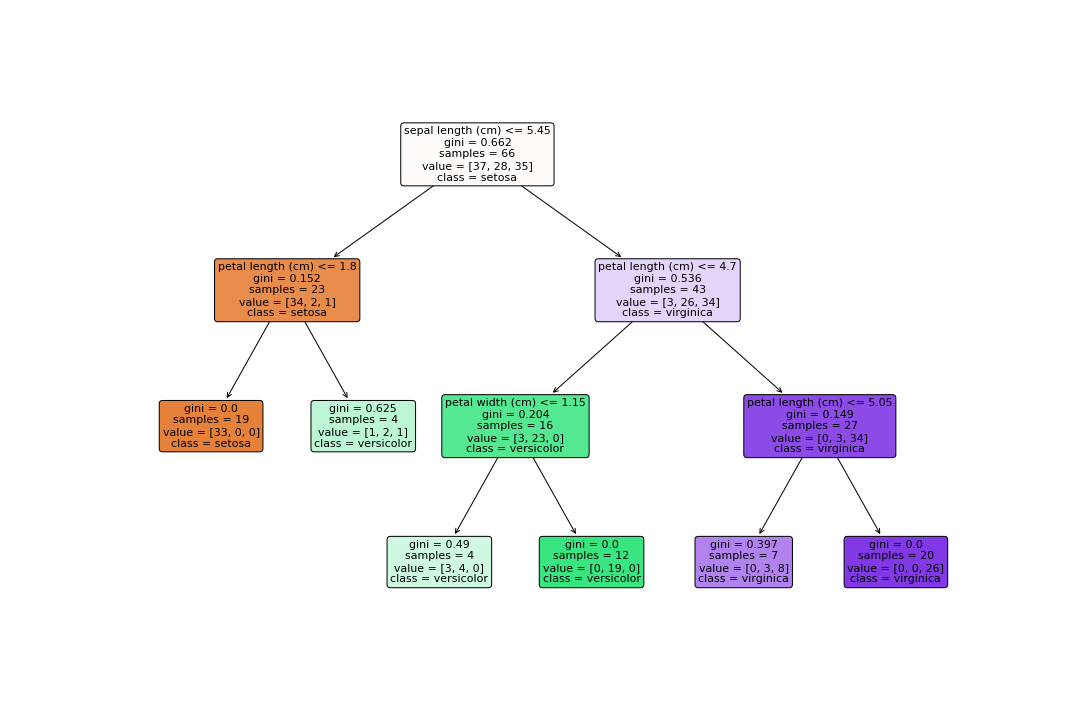 sepal length (cm) <= 5.45
gini = 0.662
samples = 66
value = [37, 28, 35]
class = setosa
petal length (cm) <= 1.8
gini = 0.152
samples = 23
value = [34, 2, 1]
class = setosa
petal length (cm) <= 4.7
gini = 0.536
samples = 43
value = [3, 26, 34]
class = virginica
gini = 0.0
samples = 19
value = [33, 0, 0]
class = setosa
gini = 0.625
samples = 4
value = [1, 2, 1]
class = versicolor
petal width (cm) <= 1.15
gini = 0.204
samples = 16
value = [3, 23, 0]
class = versicolor
petal length (cm) <= 5.05
gini = 0.149
samples = 27
value = [0, 3, 34]
class = virginica
gini = 0.49
samples = 4
value = [3, 4, 0]
class = versicolor
gini = 0.0
samples = 12
value = [0, 19, 0]
class = versicolor
gini = 0.397
samples = 7
value = [0, 3, 8]
class = virginica
gini = 0.0
samples = 20
value = [0, 0, 26]
class = virginica